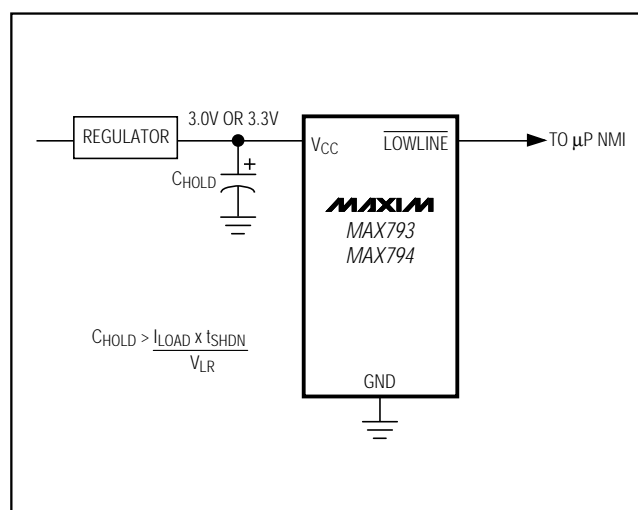 REGULATOR
3.0V OR 3.3V
CHOLD
+
VCC
LOWLINE
TO µP NMI
MAXIM
MAX793
MAX794
CHOLD > ILOAD x tSHDN
VLR
GND